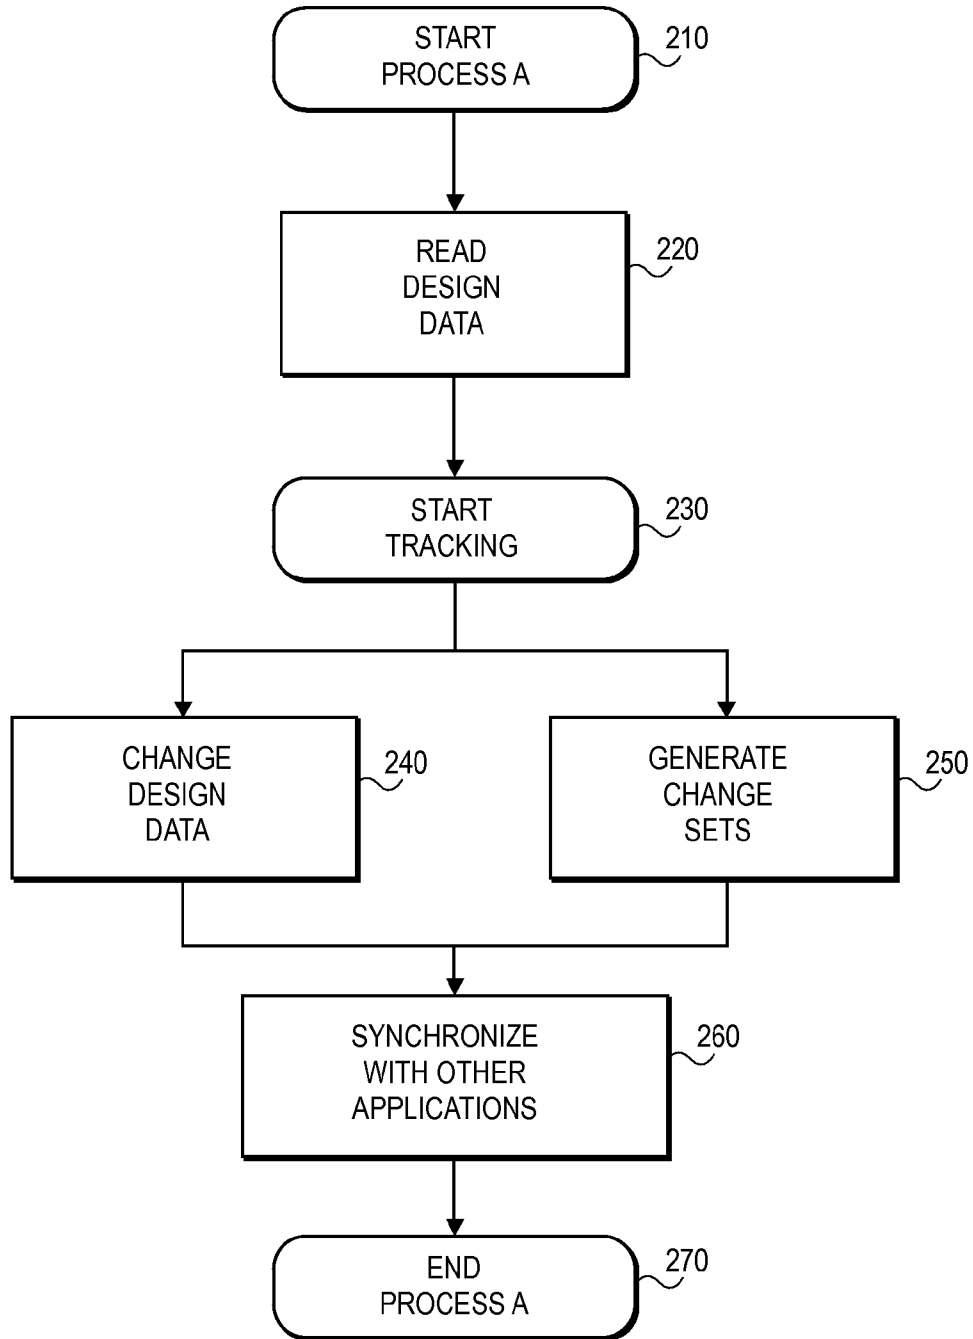 START
PROCESS A
210
READ
DESIGN
DATA
220
START
TRACKING
230
CHANGE
DESIGN
DATA
240
GENERATE
CHANGE
SETS
250
SYNCHRONIZE
WITH OTHER
APPLICATIONS
260
END
PROCESS A
270